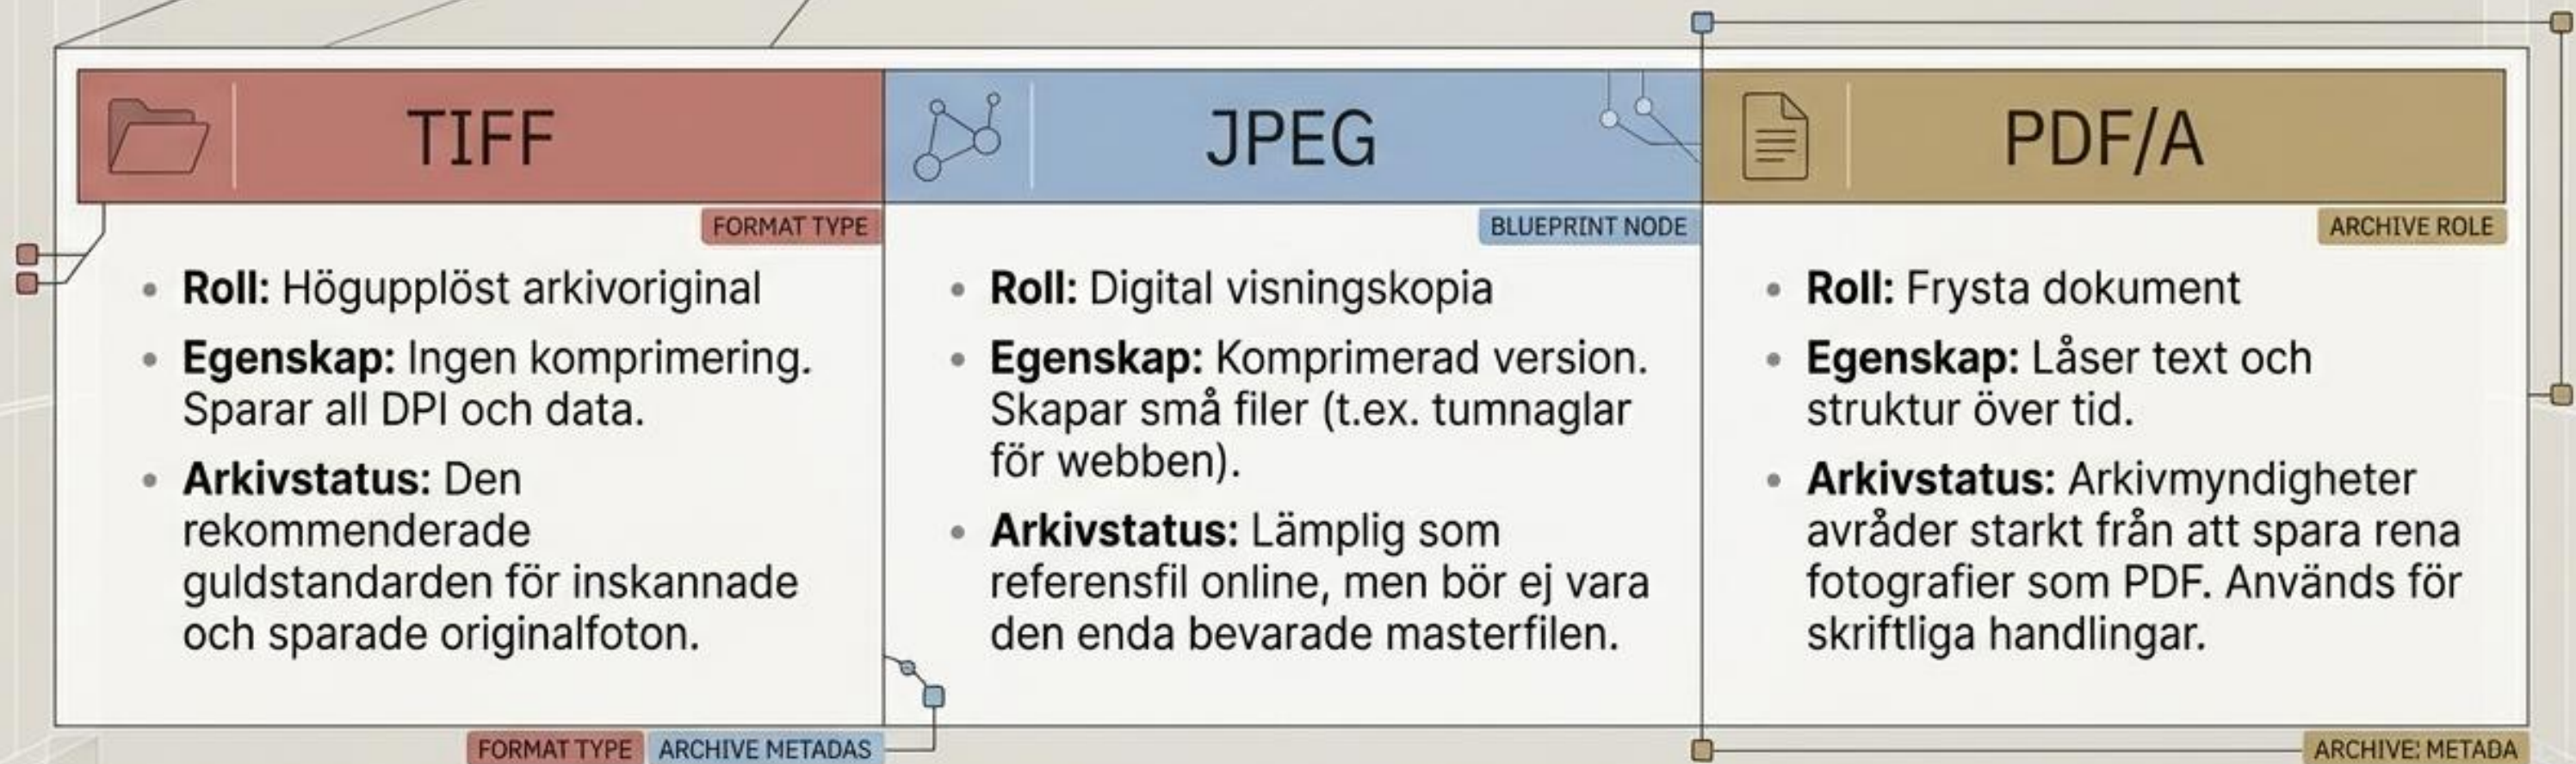 TIFF
FORMAT TYPE
• Roll: Högupplöst arkivoriginal
• Egenskap: Ingen komprimering.
Sparar all DPI och data.
• Arkivstatus: Den
rekommenderade
guldstandarden för inskannade
och sparade originalfoton.
JPEG
BLUEPRINT NODE
• Roll: Digital visningskopia
• Egenskap: Komprimerad version.
Skapar små filer (t.ex. tumnaglar
för webben).
• Arkivstatus: Lämplig som
referensfil online, men bör ej vara
den enda bevarade masterfilen.
PDF/A
ARCHIVE ROLE
• Roll: Frysta dokument
• Egenskap: Låser text och
struktur över tid.
• Arkivstatus: Arkivmyndigheter
avråder starkt från att spara rena
fotografier som PDF. Används för
skriftliga handlingar.
FORMAT TYPE
ARCHIVE METADAS
ARCHIVE: METADA